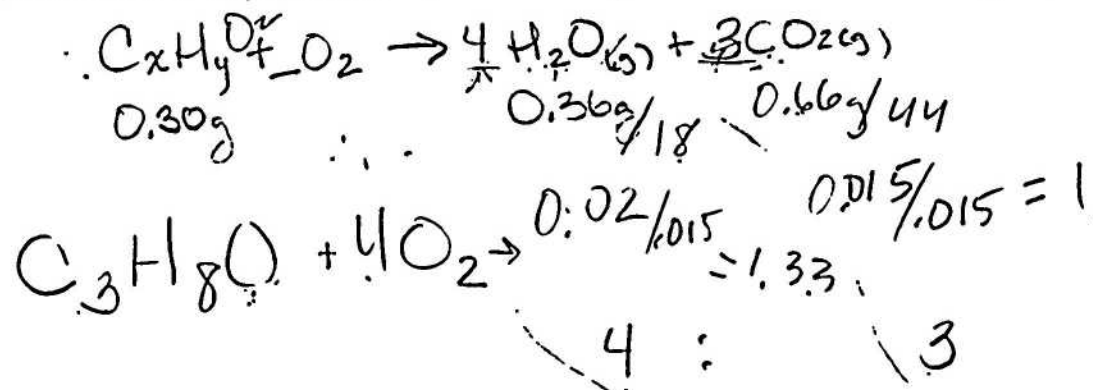 CxHyOz + _O2 → 4 H2O(g) + 3CO2(g)
0.30g 0.36g/18 0.66g/44
0.02/.015 = 1.33 0.015/.015 = 1
C3H8O + 4O2 →
4 : 3